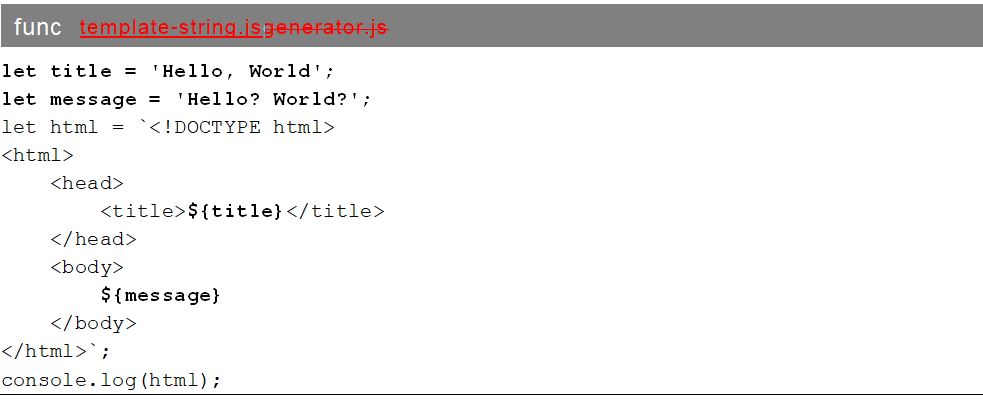 func template-string.jsgenerator.js
let title = 'Hello, World';
let message = 'Hello? World?';
let html = `<!DOCTYPE html>
<html>
    <head>
        <title>${title}</title>
    </head>
    <body>
        ${message}
    </body>
</html>`;
console.log(html);